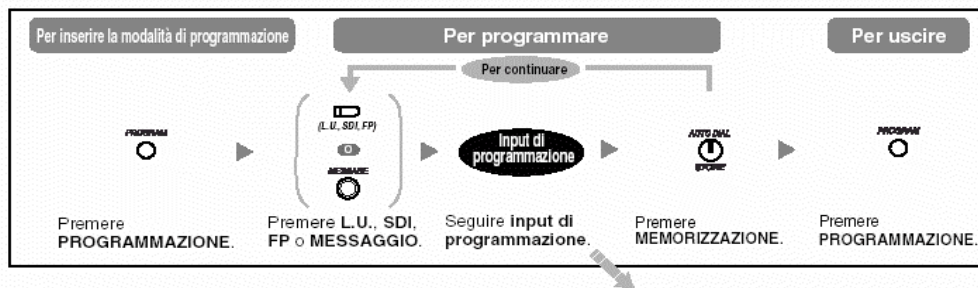 Per inserire la modalità di programmazione
Per programmare
Per uscire
Per continuare
PROGRAM
(L.U., SDI, FP)
o
MESSAGE
Input di
programmazione
AUTO DIAL
STORE
PROGRAM
Premere
PROGRAMMAZIONE.
Premere L.U., SDI,
FP o MESSAGGIO.
Seguire input di
programmazione.
Premere
MEMORIZZAZIONE.
Premere
PROGRAMMAZIONE.